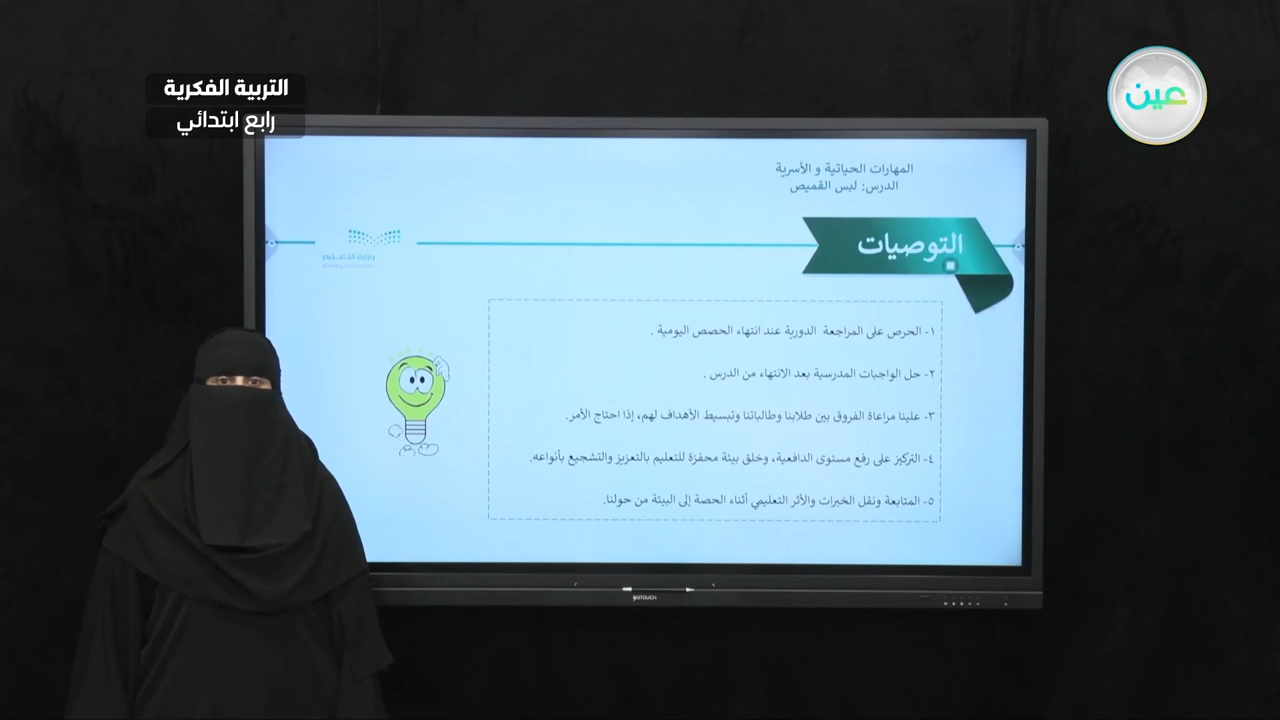 التربية الفكرية
رابع ابتدائي
عين
المهارات الحياتية و الأسرية
الدرس: لبس القميص
التوصيات
وزارة التعليم
Ministry of Education
١- الحرص على المراجعة الدورية عند انتهاء الحصص اليومية .
٢- حل الواجبات المدرسية بعد الانتهاء من الدرس .
٣- علينا مراعاة الفروق بين طلابنا وطالباتنا وتبسيط الأهداف لهم، إذا احتاج الأمر.
٤- التركيز على رفع مستوى الدافعية، وخلق بيئة محفزة للتعليم بالتعزيز والتشجيع بأنواعه.
٥- المتابعة ونقل الخبرات والأثر التعليمي أثناء الحصة إلى البيئة من حولنا.